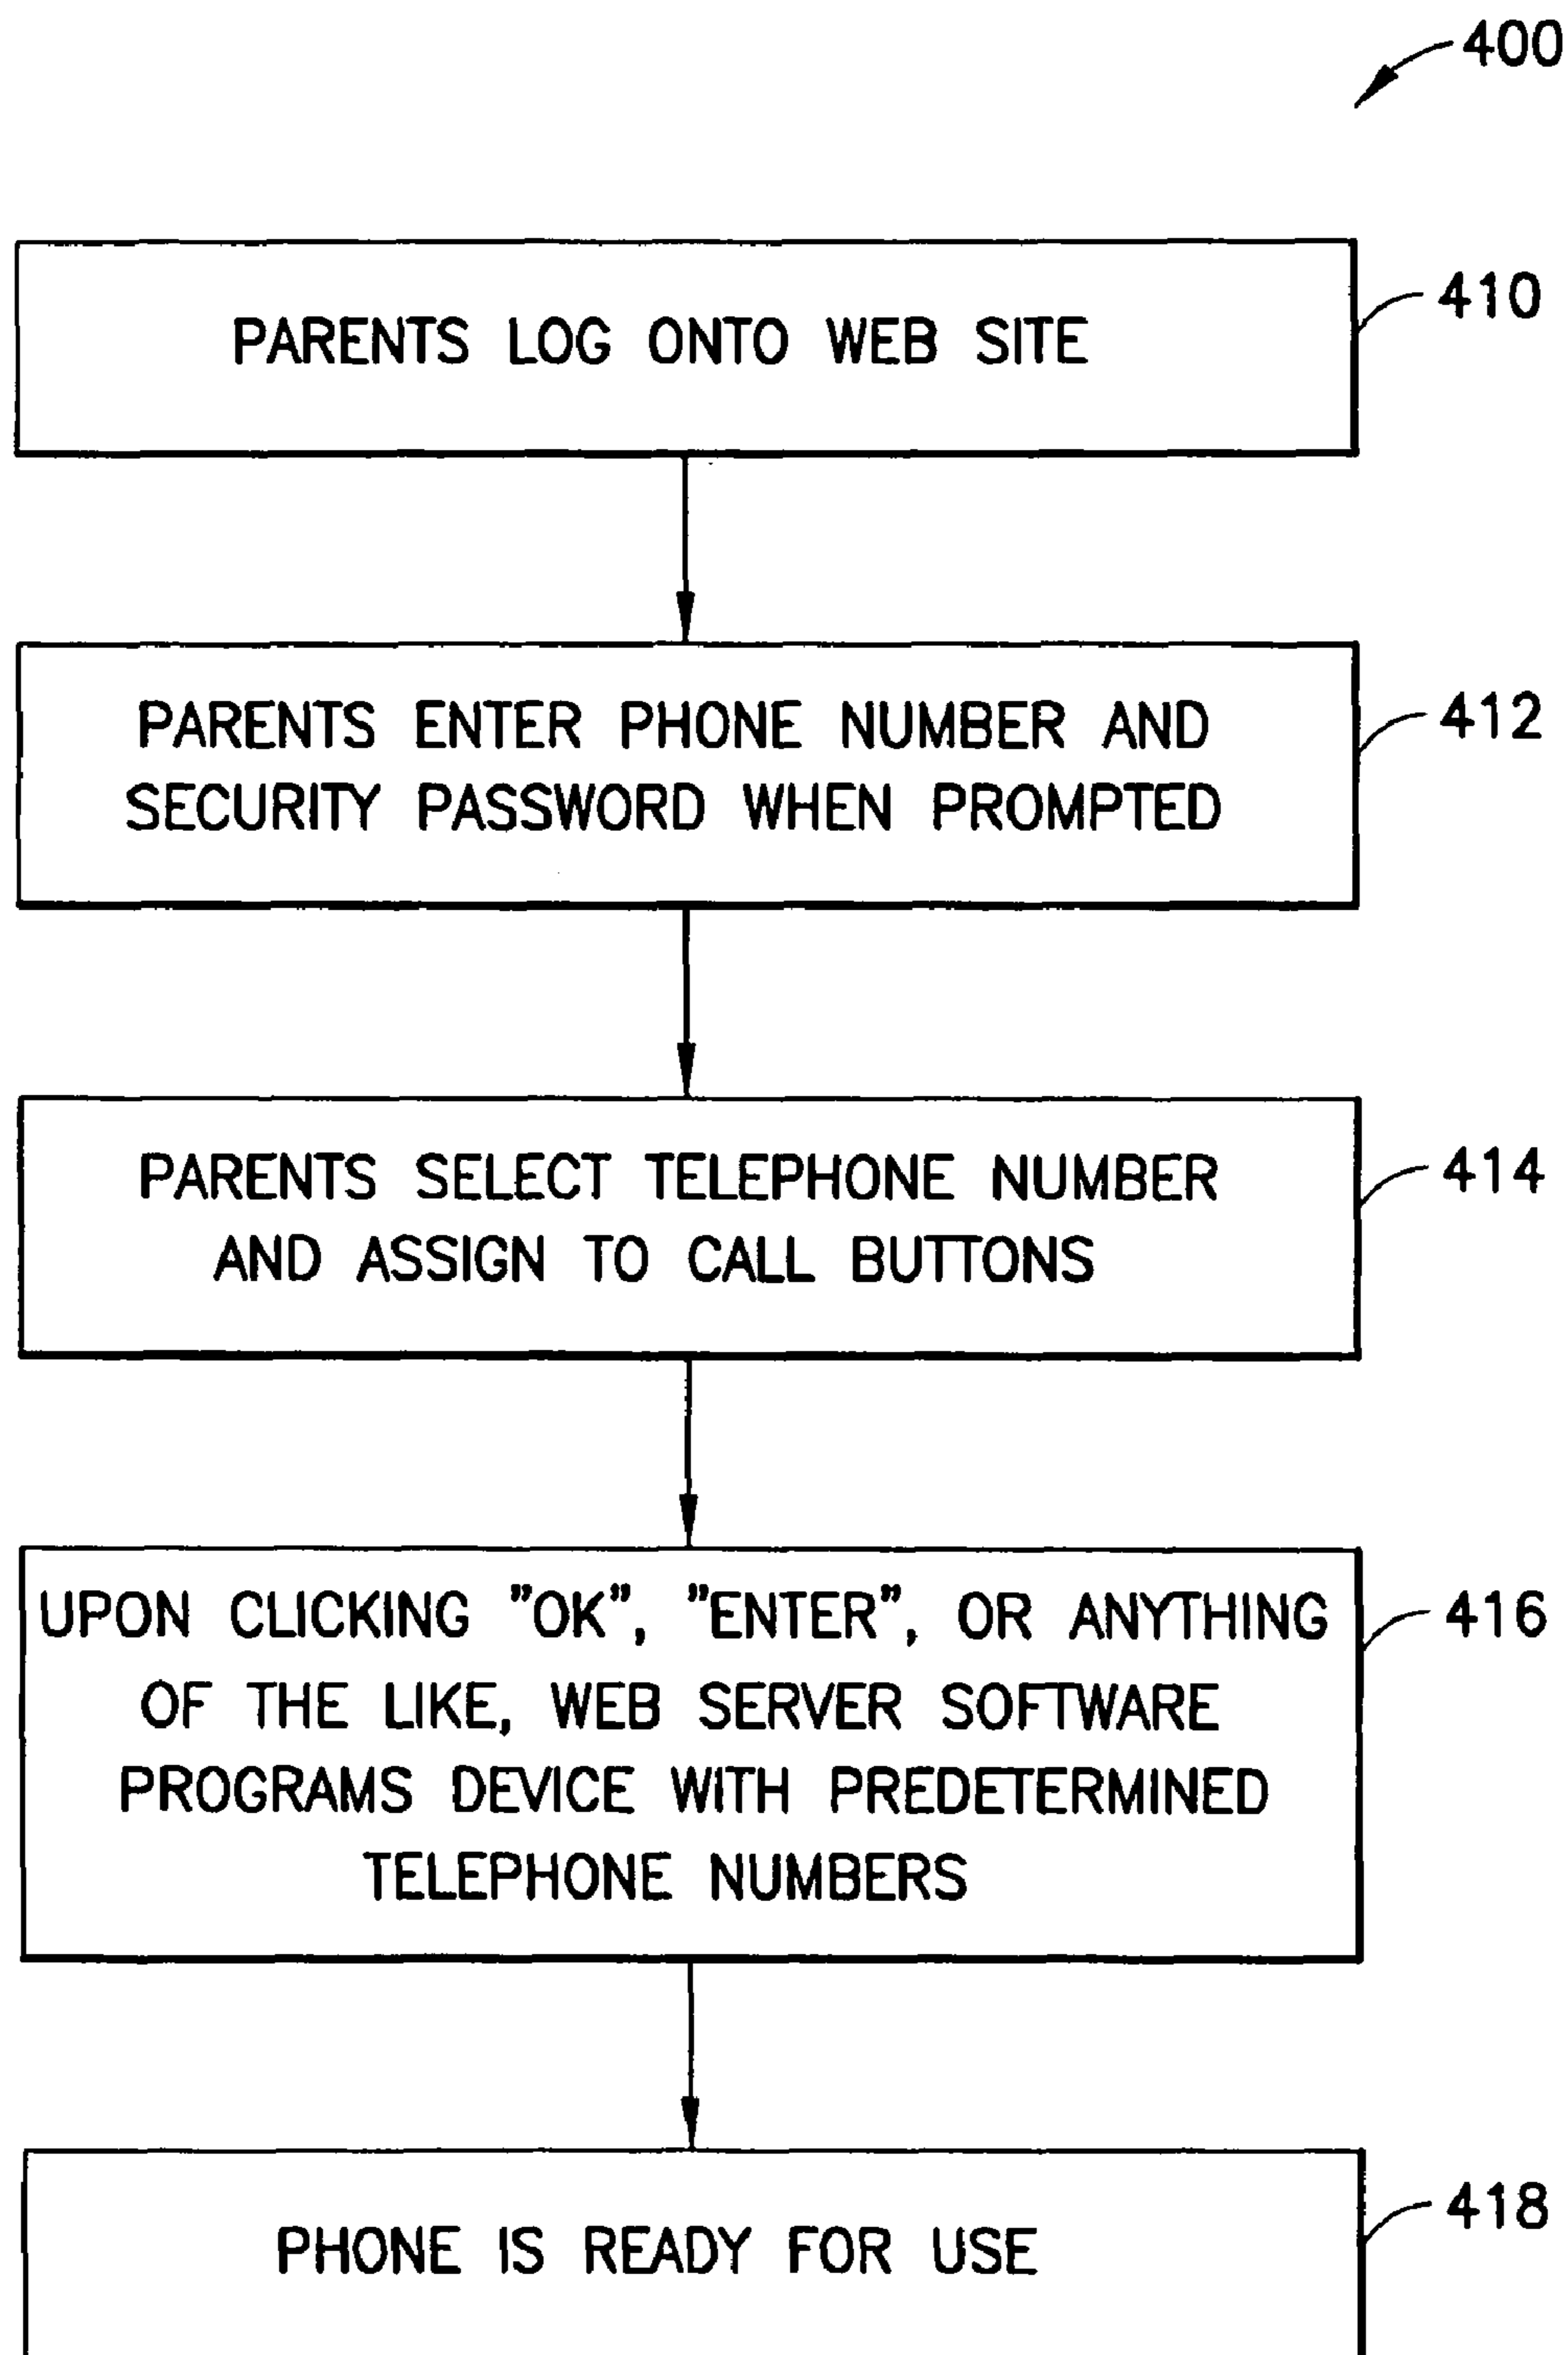 400
PARENTS LOG ONTO WEB SITE
410
PARENTS ENTER PHONE NUMBER AND
SECURITY PASSWORD WHEN PROMPTED
412
PARENTS SELECT TELEPHONE NUMBER
AND ASSIGN TO CALL BUTTONS
414
UPON CLICKING "OK", "ENTER", OR ANYTHING
OF THE LIKE, WEB SERVER SOFTWARE
PROGRAMS DEVICE WITH PREDETERMINED
TELEPHONE NUMBERS
416
PHONE IS READY FOR USE
418